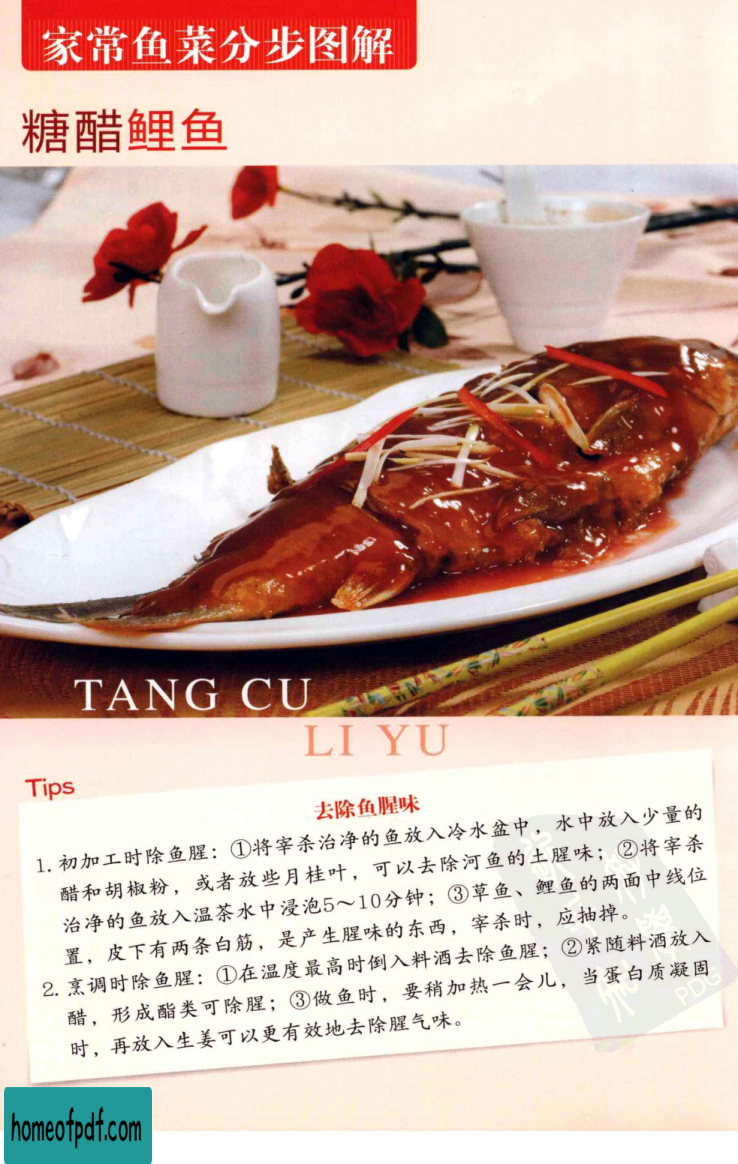 家常鱼菜分步图解
糖醋鲤鱼
TANG CU
LI YU
Tips
去除鱼腥味
1. 初加工时除鱼腥：①将宰杀治净的鱼放入冷水盆中，水中放入少量的
醋和胡椒粉，或者放些月桂叶，可以去除河鱼的土腥味；②将宰杀
治净的鱼放入温茶水中浸泡5～10分钟；③草鱼、鲤鱼的两面中线位
置，皮下有两条白筋，是产生腥味的东西，宰杀时，应抽掉。
2. 烹调时除鱼腥：①在温度最高时倒入料酒去除鱼腥；②紧随料酒放入
醋，形成酯类可除腥；③做鱼时，要稍加热一会儿，当蛋白质凝固
时，再放入生姜可以更有效地去除腥气味。
PDG
homeofpdf.com